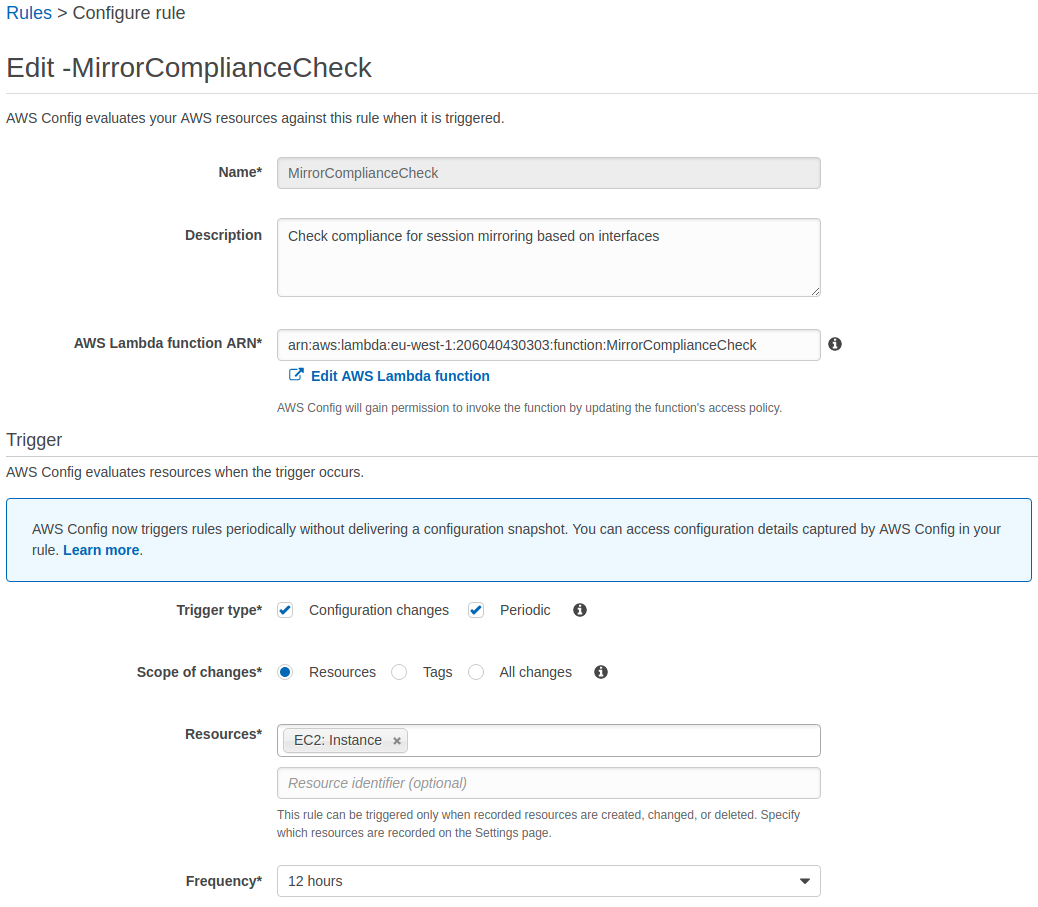 Rules > Configure rule
Edit -MirrorComplianceCheck
AWS Config evaluates your AWS resources against this rule when it is triggered.
Name* MirrorComplianceCheck
Description Check compliance for session mirroring based on interfaces
AWS Lambda function ARN* arn:aws:lambda:eu-west-1:206040430303:function:MirrorComplianceCheck
Edit AWS Lambda function
AWS Config will gain permission to invoke the function by updating the function's access policy.
Trigger
AWS Config evaluates resources when the trigger occurs.
AWS Config now triggers rules periodically without delivering a configuration snapshot. You can access configuration details captured by AWS Config in your
rule. Learn more.
Trigger type* Configuration changes Periodic
Scope of changes* Resources Tags All changes
Resources* EC2: Instance ×
Resource identifier (optional)
This rule can be triggered only when recorded resources are created, changed, or deleted. Specify
which resources are recorded on the Settings page.
Frequency* 12 hours